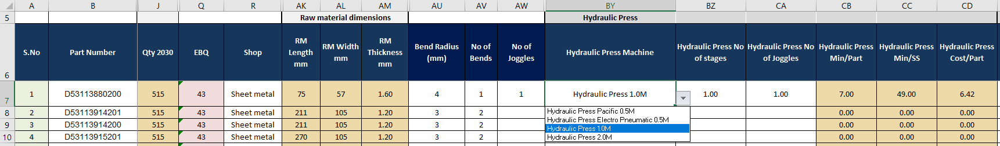 A B J Q R AK AL AM AU AV AW BY BZ CA CB CC CD
5 Raw material dimensions Hydraulic Press
6 S.No Part Number Qty 2030 EBQ Shop RM Length mm RM Width mm RM Thickness mm Bend Radius (mm) No of Bends No of Joggles Hydraulic Press Machine Hydraulic Press No of stages Hydraulic Press No of Joggles Hydraulic Press Min/Part Hydraulic Press Min/SS Hydraulic Press Cost/Part
7 1 D53113880200 515 43 Sheet metal 75 57 1.60 4 1 1 Hydraulic Press 1.0M 1.00 1.00 7.00 49.00 6.42
8 2 D53113914201 515 43 Sheet metal 211 105 1.20 3 2 Hydraulic Press Pacific 0.5M 0.00 0.00 0.00
Hydraulic Press Electro Pneumatic 0.5M
9 3 D53113914200 515 43 Sheet metal 211 105 1.20 3 2 Hydraulic Press 1.0M 0.00 0.00 0.00
10 4 D53113915201 515 43 Sheet metal 270 105 1.20 3 2 Hydraulic Press 2.0M 0.00 0.00 0.00